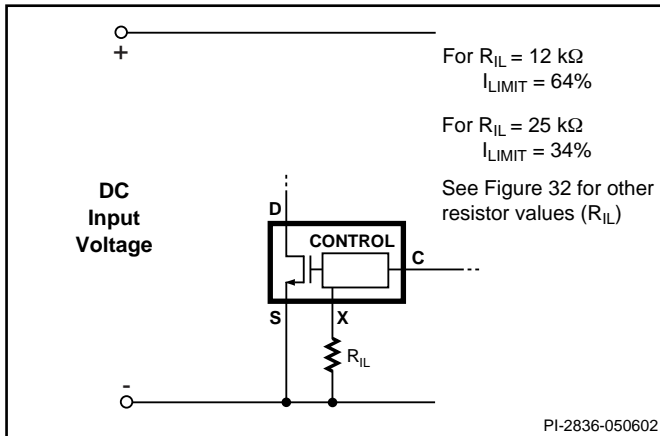 +
For R_IL = 12 kΩ
I_LIMIT = 64%
For R_IL = 25 kΩ
I_LIMIT = 34%
See Figure 32 for other
resistor values (R_IL)
DC
Input
Voltage
D
CONTROL
C
S
X
R_IL
-
PI-2836-050602